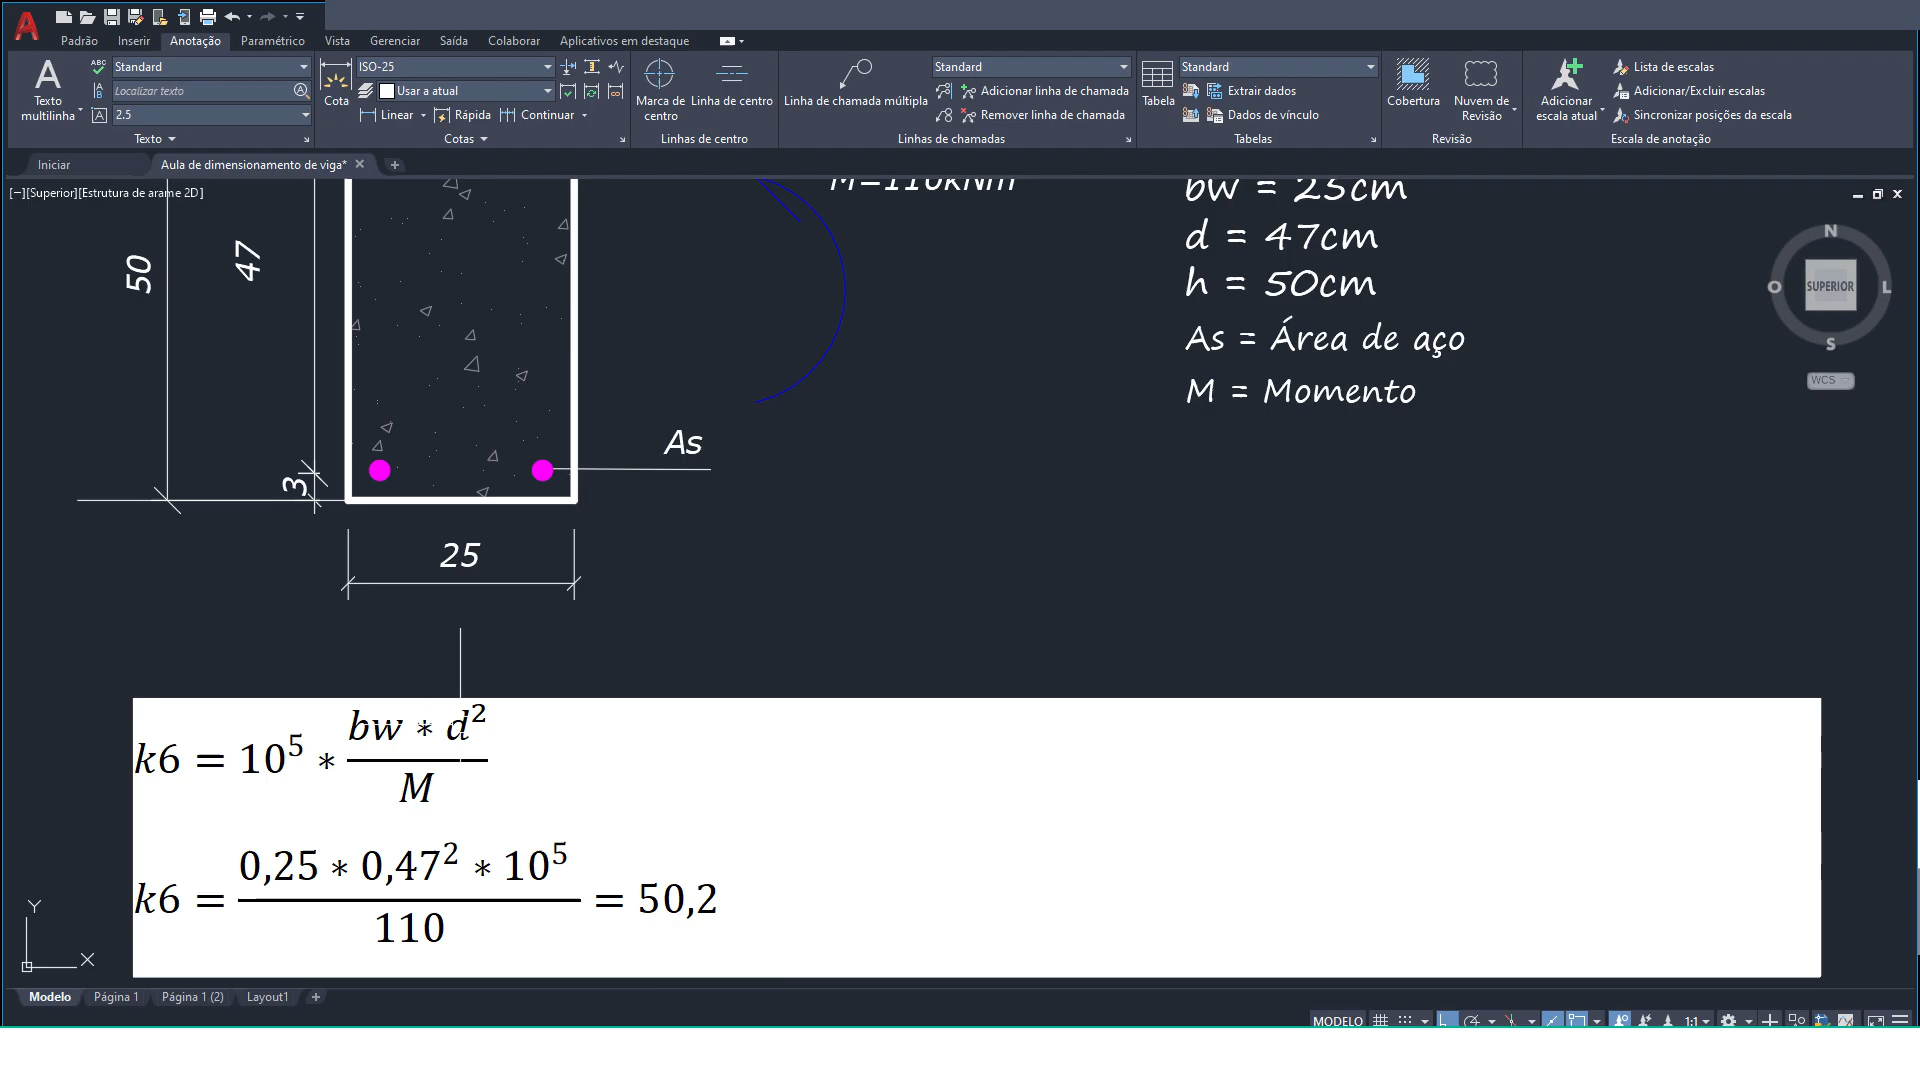 Padrão Inserir Anotação Paramétrico Vista Gerenciar Saída Colaborar Aplicativos em destaque
A Texto multilinha
ABC Standard
Localizar texto
A 2.5
Texto
Cota
ISO-25
Usar a atual
Linear Rápida Continuar
Cotas
Marca de centro Linha de centro
Linhas de centro
Linha de chamada múltipla
Standard
Adicionar linha de chamada
Remover linha de chamada
Linhas de chamadas
Tabela
Standard
Extrair dados
Dados de vínculo
Tabelas
Cobertura Nuvem de Revisão
Revisão
Adicionar escala atual
Lista de escalas
Adicionar/Excluir escalas
Sincronizar posições da escala
Escala de anotação
Iniciar Aula de dimensionamento de viga*
[−][Superior][Estrutura de arame 2D]
M=110kNm
bw = 25cm
d = 47cm
h = 50cm
As = Área de aço
M = Momento
50
47
3
As
25
N
O SUPERIOR L
S
WCS
k6 = 10⁵ * bw * d² / M
k6 = 0,25 * 0,47² * 10⁵ / 110 = 50,2
Y
X
Modelo Página 1 Página 1 (2) Layout1 +
MODELO 1:1